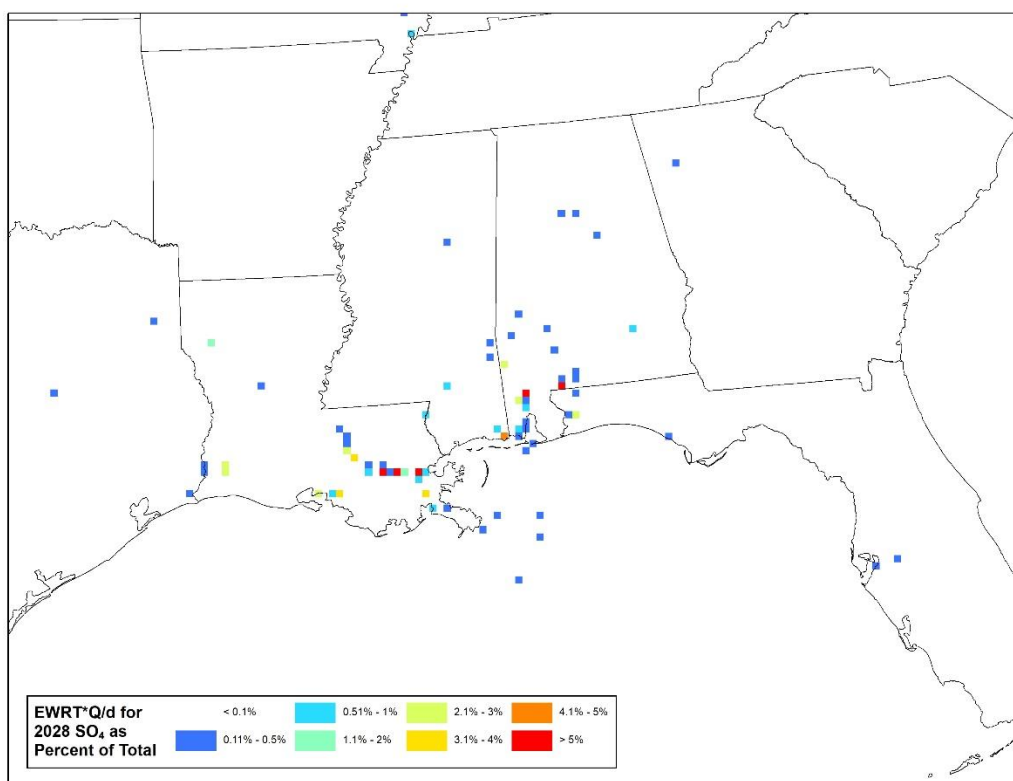 EWRT*Q/d for
2028 SO₄ as
Percent of Total
< 0.1%
0.51% - 1%
2.1% - 3%
4.1% - 5%
0.11% - 0.5%
1.1% - 2%
3.1% - 4%
> 5%